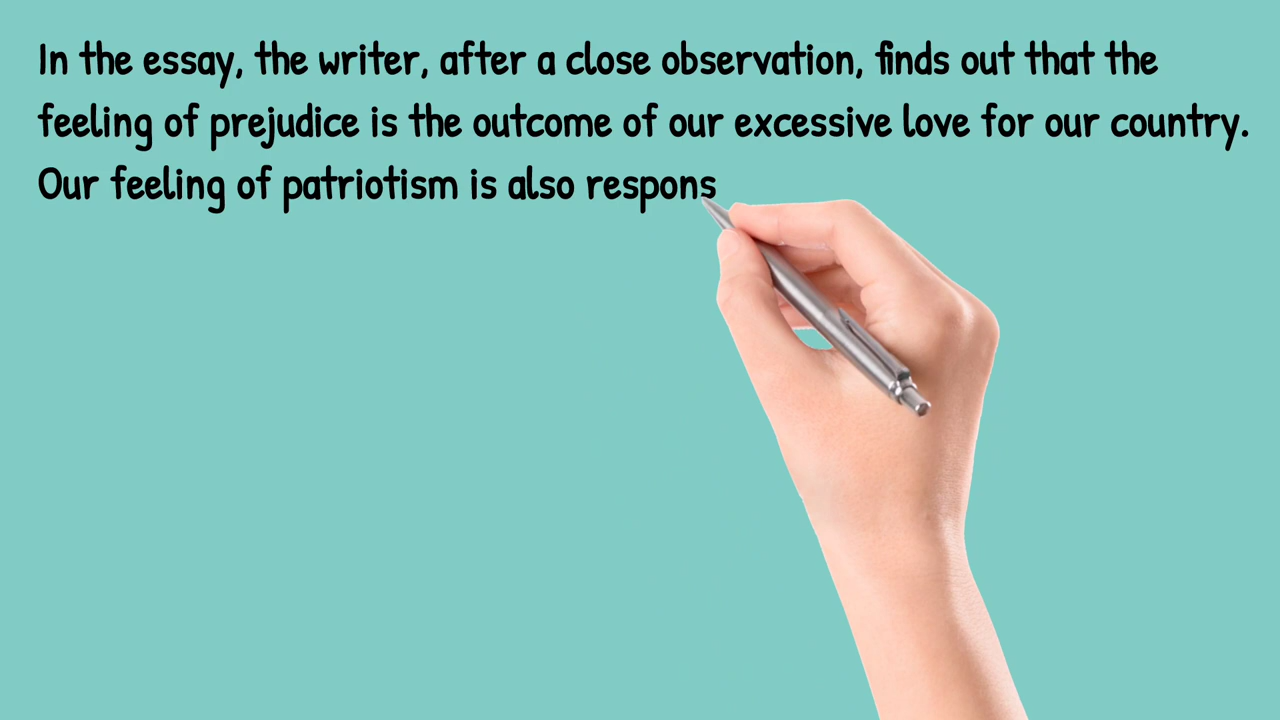 In the essay, the writer, after a close observation, finds out that the
feeling of prejudice is the outcome of our excessive love for our country.
Our feeling of patriotism is also respons